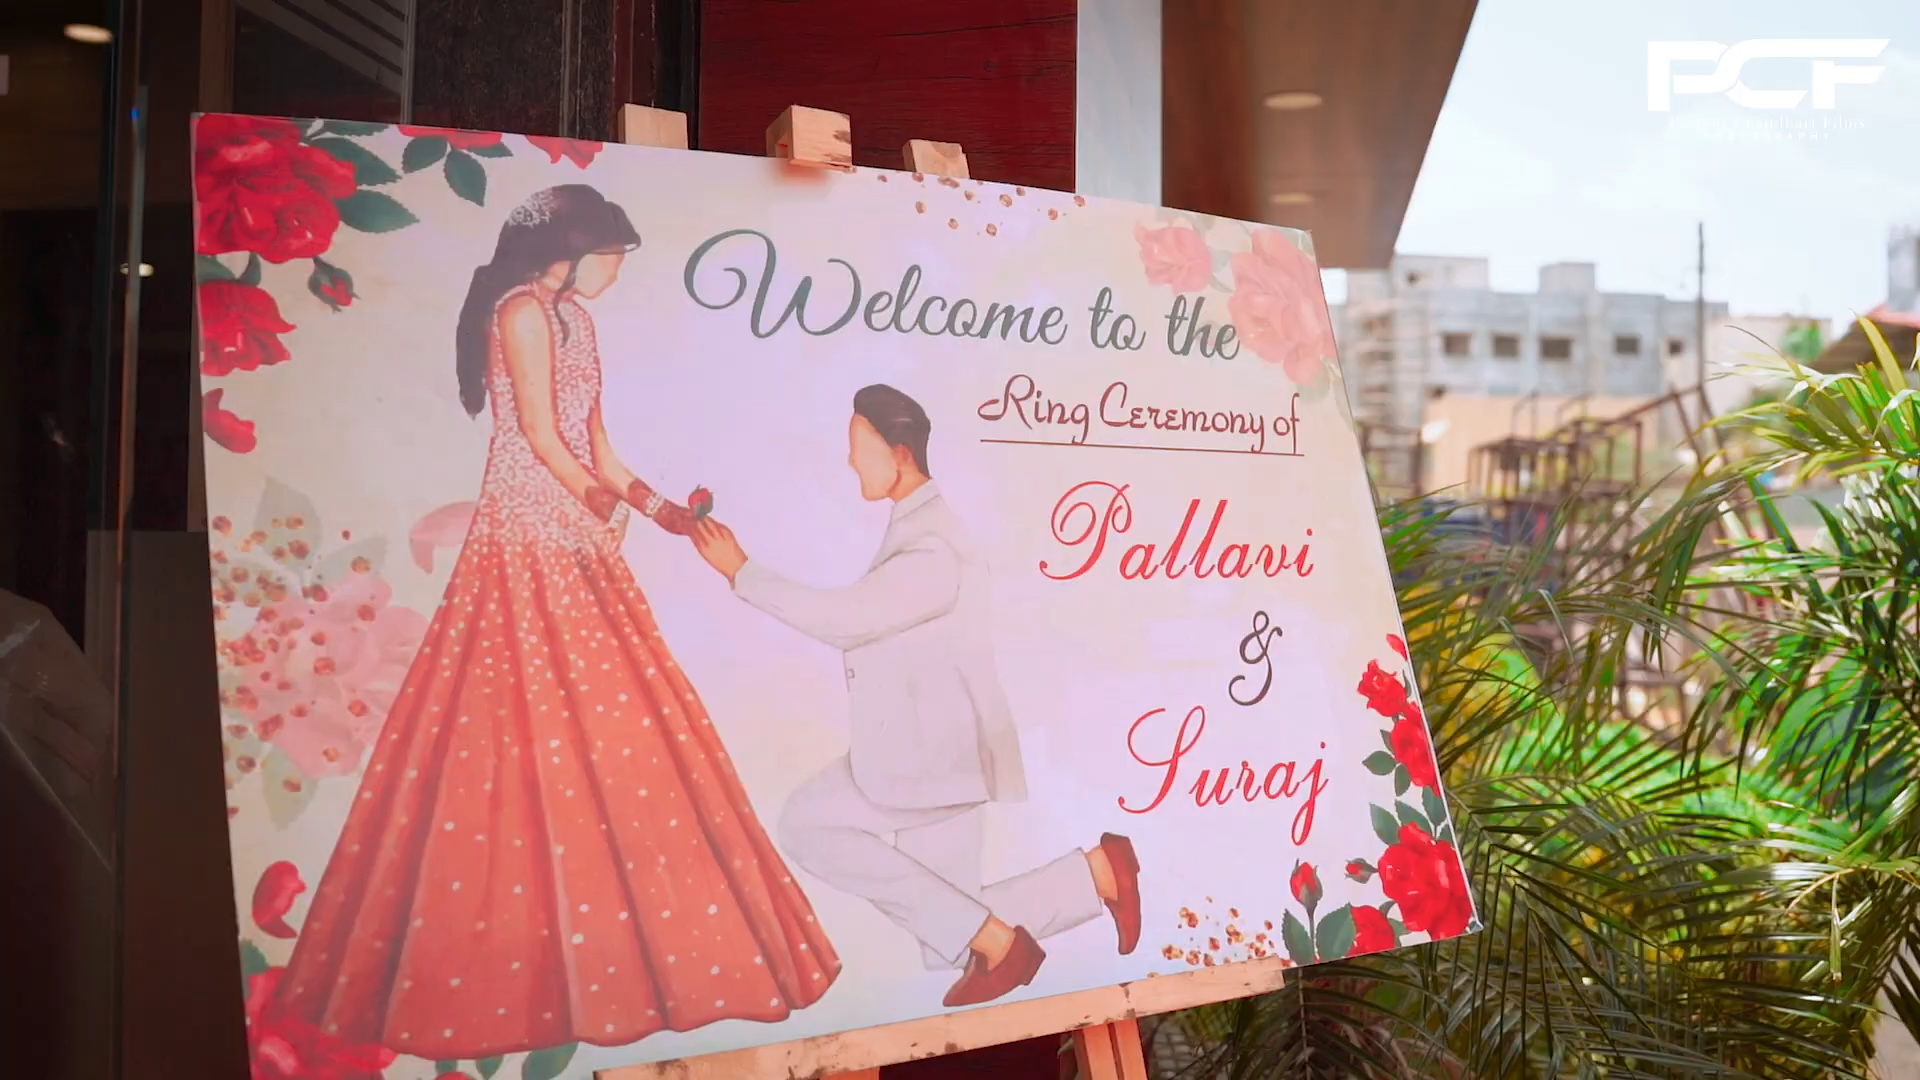 PCF
Welcome to the
Ring Ceremony of
Pallavi
&
Suraj